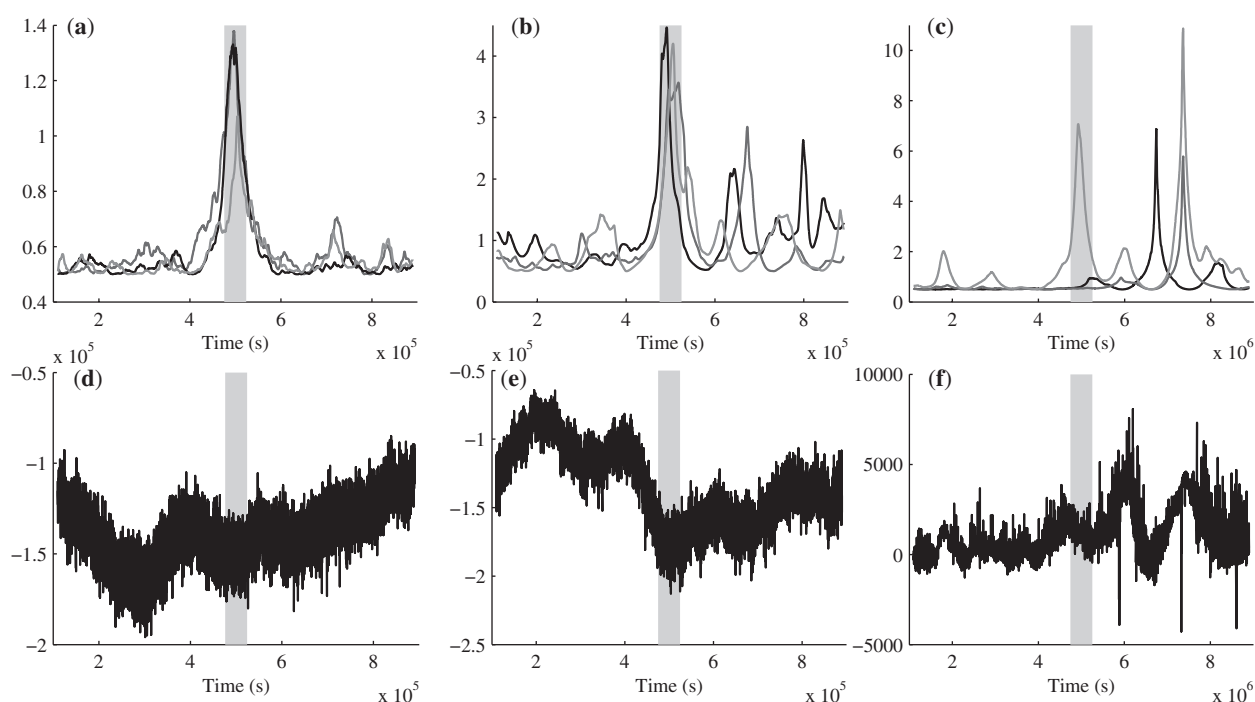 (a)
1.4
1.2
1
0.8
0.6
0.4
2 4 6 8
Time (s)
x 10^5
(b)
4
3
2
1
0
2 4 6 8
Time (s)
x 10^5
(c)
10
8
6
4
2
0
2 4 6 8
Time (s)
x 10^6
x 10^5
(d)
−0.5
−1
−1.5
−2
2 4 6 8
Time (s)
x 10^5
x 10^5
(e)
−0.5
−1
−1.5
−2
−2.5
2 4 6 8
Time (s)
x 10^5
(f)
10000
5000
0
−5000
2 4 6 8
Time (s)
x 10^6